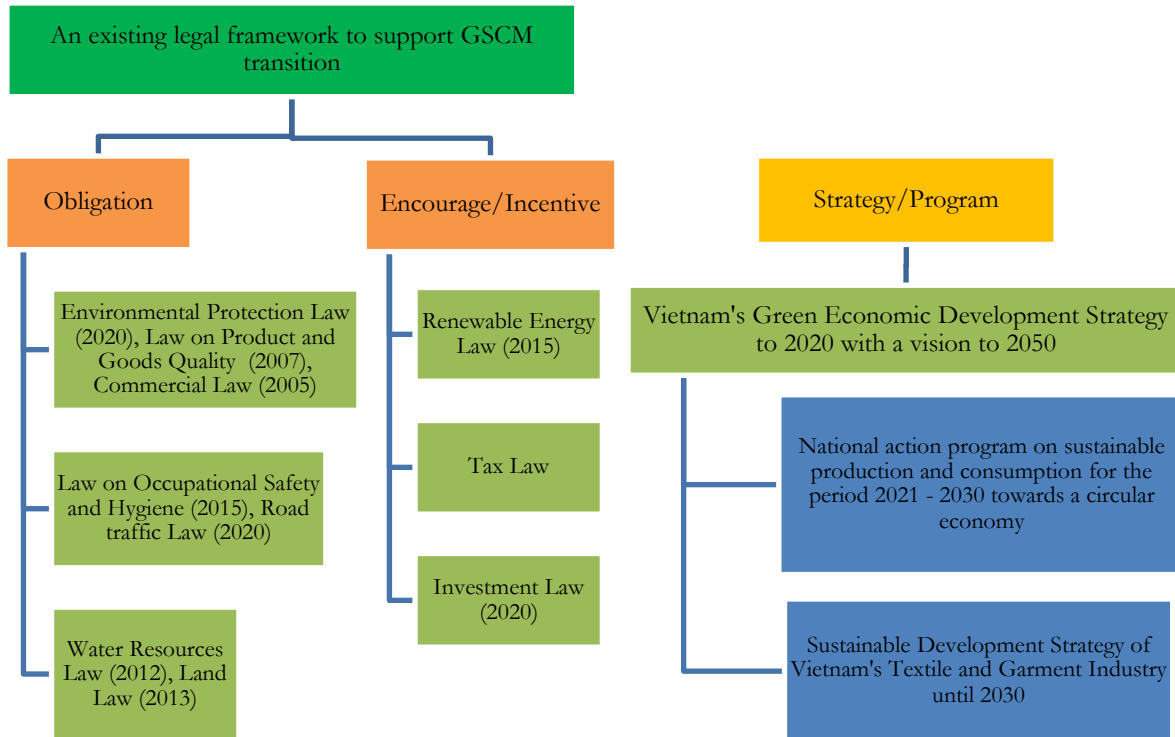 An existing legal framework to support GSCM
transition
Obligation
Environmental Protection Law
(2020), Law on Product and
Goods Quality (2007),
Commercial Law (2005)
Law on Occupational Safety
and Hygiene (2015), Road
traffic Law (2020)
Water Resources
Law (2012), Land
Law (2013)
Encourage/Incentive
Renewable Energy
Law (2015)
Tax Law
Investment Law
(2020)
Strategy/Program
Vietnam's Green Economic Development Strategy
to 2020 with a vision to 2050
National action program on sustainable
production and consumption for the
period 2021 - 2030 towards a circular
economy
Sustainable Development Strategy of
Vietnam's Textile and Garment Industry
until 2030